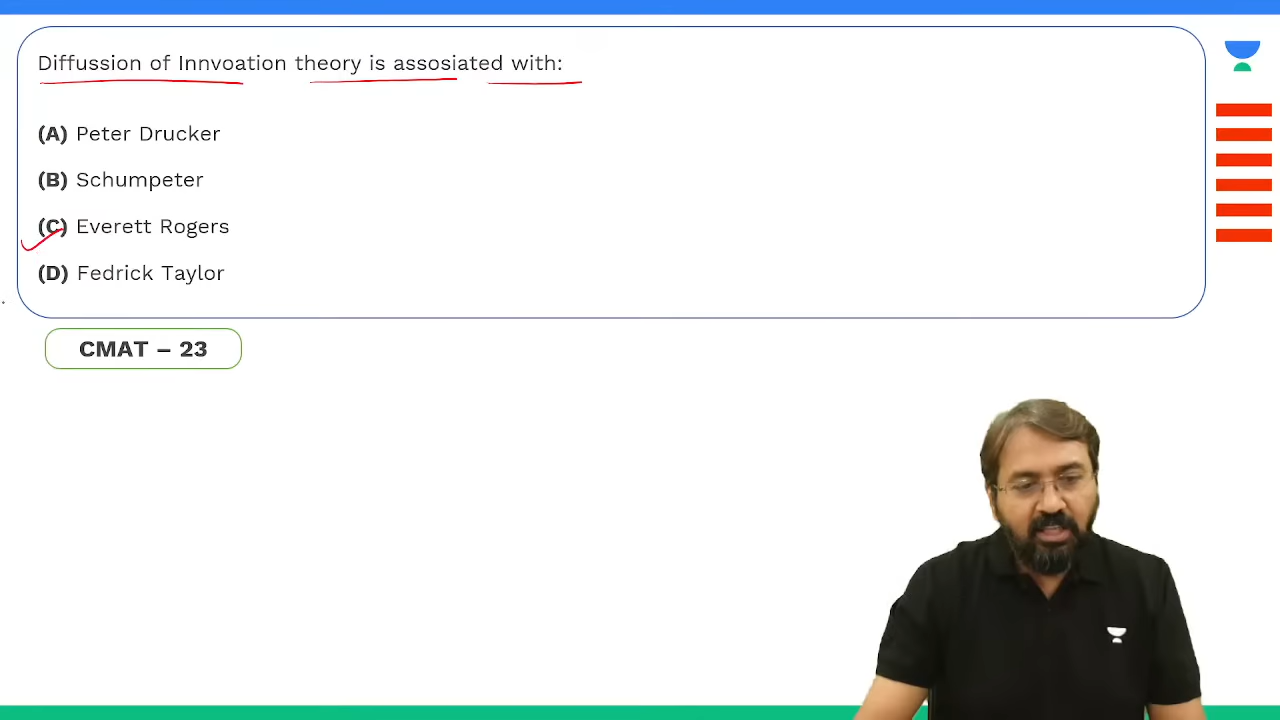 Diffussion of Innvoation theory is assosiated with:
(A) Peter Drucker
(B) Schumpeter
(C) Everett Rogers
(D) Fedrick Taylor
CMAT – 23